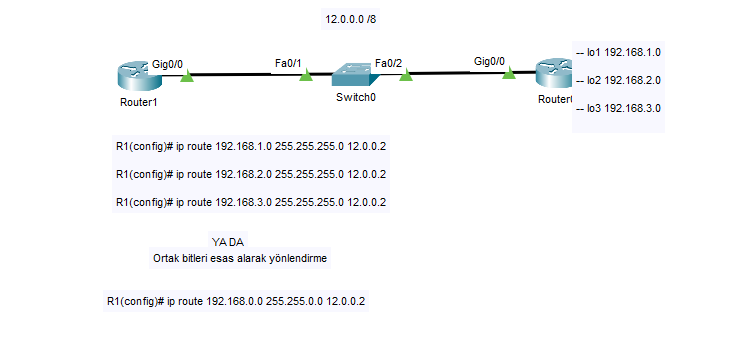 12.0.0.0 /8
Gig0/0
Fa0/1
Fa0/2
Gig0/0
Router1
Switch0
-- lo1 192.168.1.0
-- lo2 192.168.2.0
-- lo3 192.168.3.0
R1(config)# ip route 192.168.1.0 255.255.255.0 12.0.0.2
R1(config)# ip route 192.168.2.0 255.255.255.0 12.0.0.2
R1(config)# ip route 192.168.3.0 255.255.255.0 12.0.0.2
YA DA
Ortak bitleri esas alarak yönlendirme
R1(config)# ip route 192.168.0.0 255.255.0.0 12.0.0.2